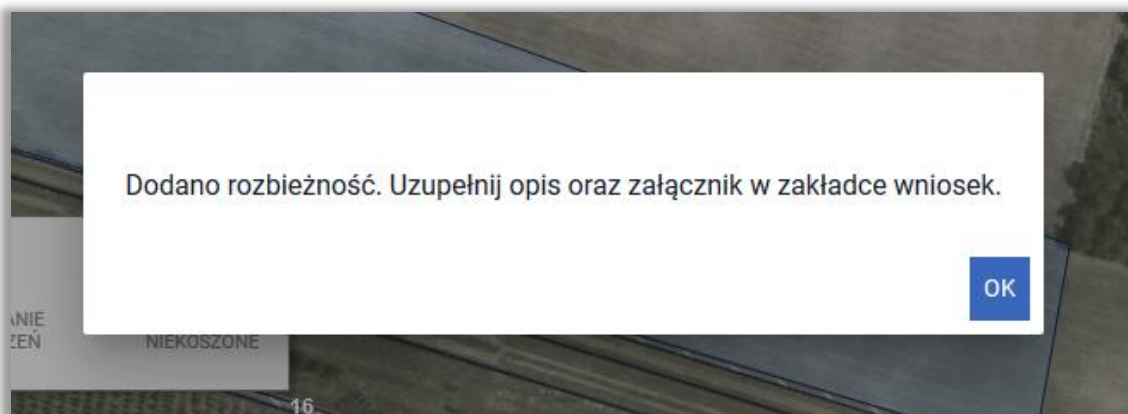 Dodano rozbieżność. Uzupełnij opis oraz załącznik w zakładce wniosek.
OK
NIEKOSZONE
16